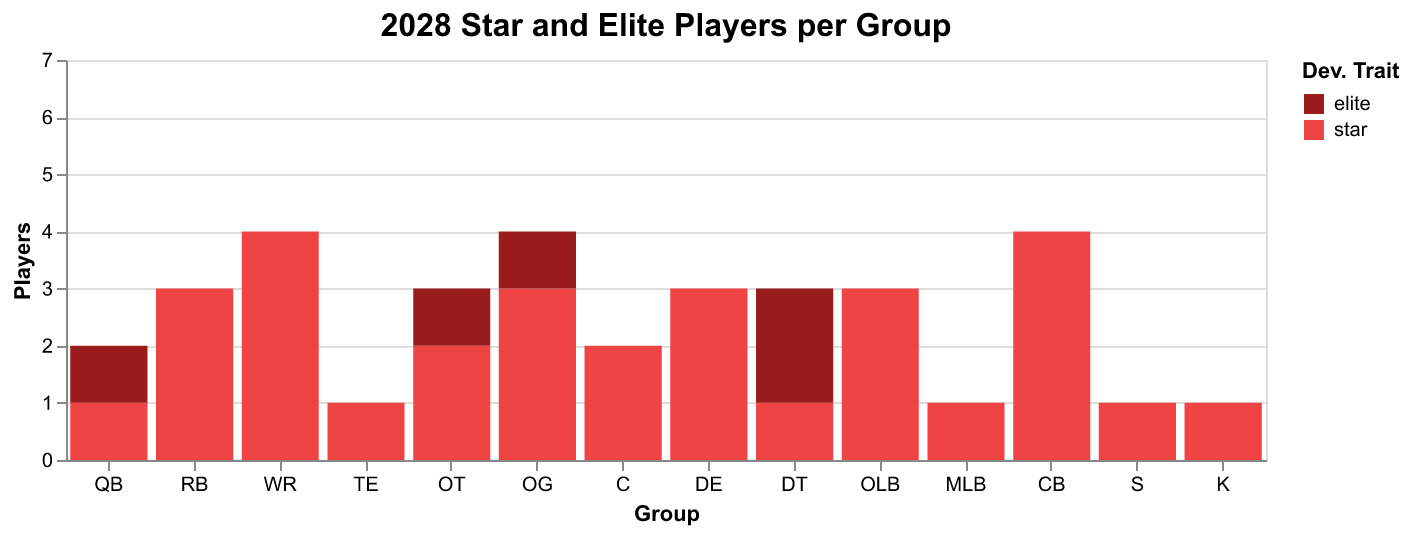 2028 Star and Elite Players per Group
Players
7
6
5
4
3
2
1
0
QB RB WR TE OT OG C DE DT OLB MLB CB S K
Group
Dev. Trait
elite
star